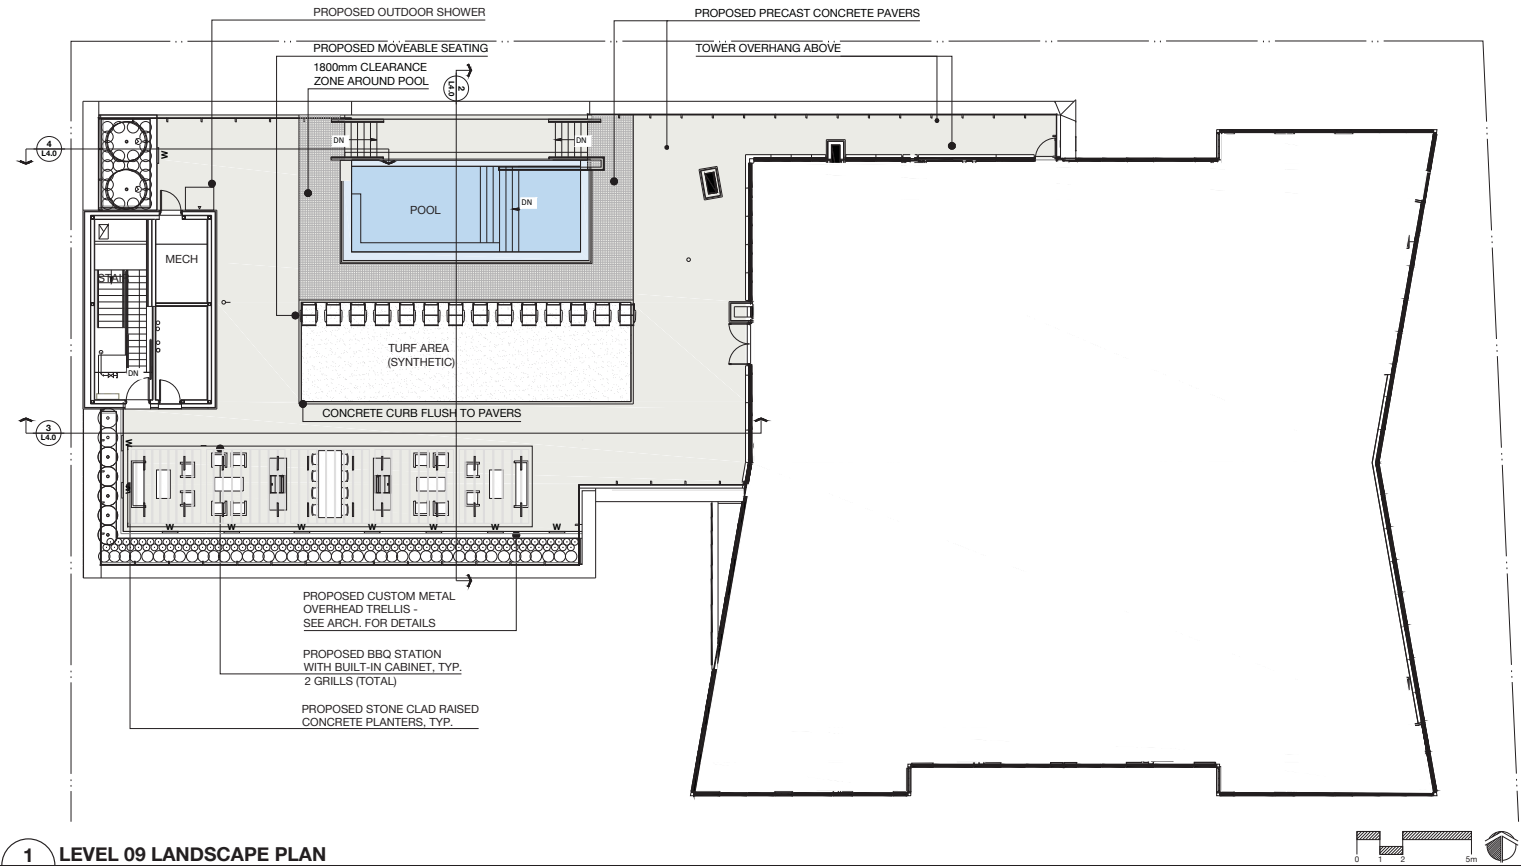 PROPOSED OUTDOOR SHOWER
PROPOSED PRECAST CONCRETE PAVERS
PROPOSED MOVEABLE SEATING
TOWER OVERHANG ABOVE
1800mm CLEARANCE
ZONE AROUND POOL
2
L4.0
4
L4.0
DN
DN
W
DN
POOL
MECH
STAIR
TURF AREA
(SYNTHETIC)
DN
CONCRETE CURB FLUSH TO PAVERS
3
L4.0
W
W
W
W
W
W
W
W
W
PROPOSED CUSTOM METAL
OVERHEAD TRELLIS -
SEE ARCH. FOR DETAILS
PROPOSED BBQ STATION
WITH BUILT-IN CABINET, TYP.
2 GRILLS (TOTAL)
PROPOSED STONE CLAD RAISED
CONCRETE PLANTERS, TYP.
1 LEVEL 09 LANDSCAPE PLAN
0 1 2 5m